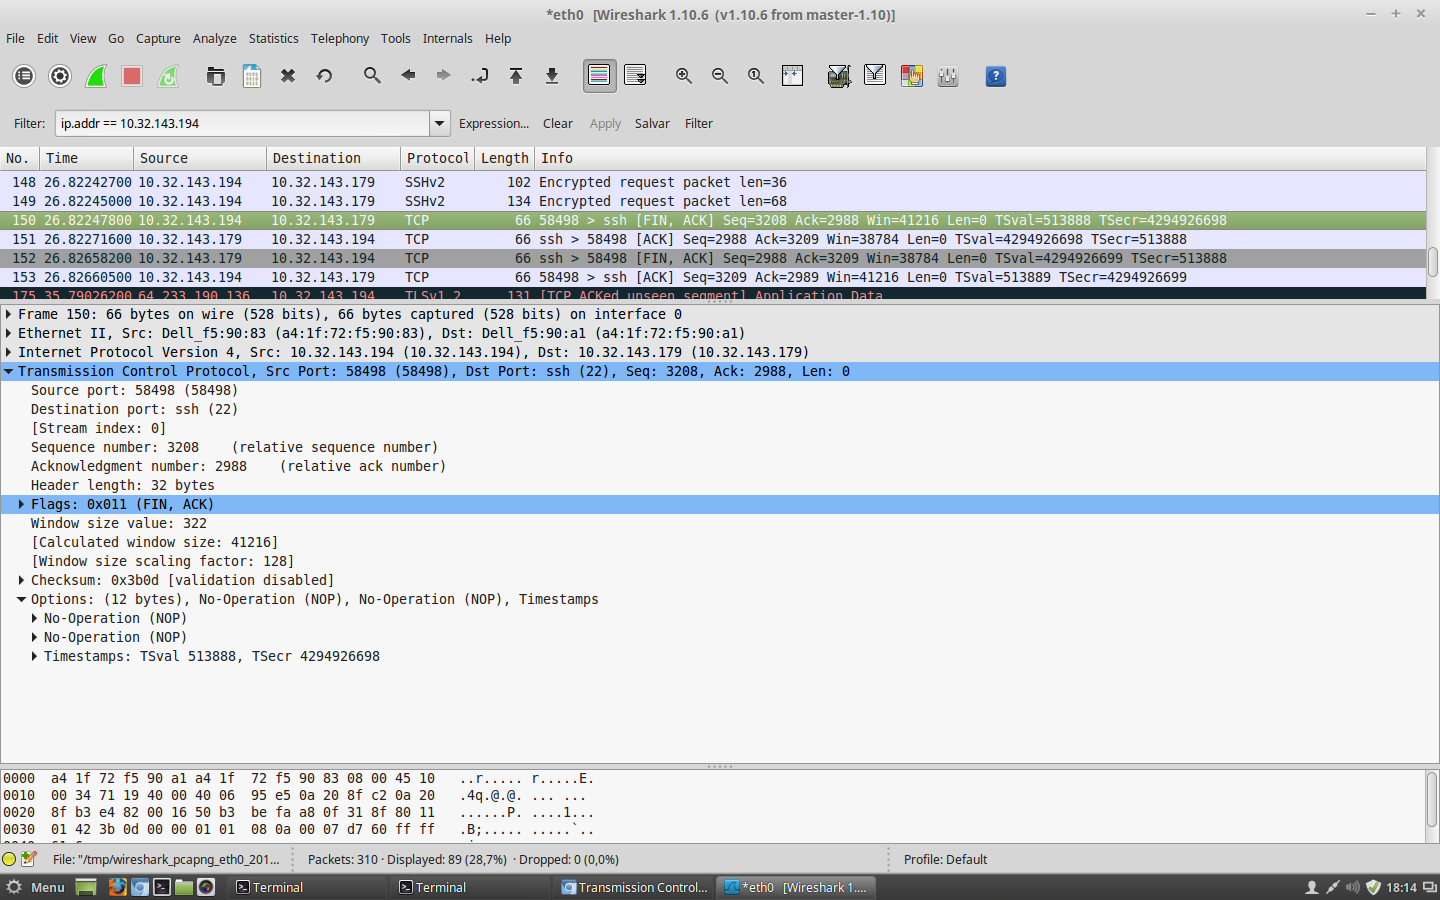 *eth0   [Wireshark 1.10.6  (v1.10.6 from master-1.10)]
File Edit View Go Capture Analyze Statistics Telephony Tools Internals Help
Filter: ip.addr == 10.32.143.194 Expression... Clear Apply Salvar Filter
No. Time Source Destination Protocol Length Info
148 26.82242700 10.32.143.194 10.32.143.179 SSHv2 102 Encrypted request packet len=36
149 26.82245000 10.32.143.194 10.32.143.179 SSHv2 134 Encrypted request packet len=68
150 26.82247800 10.32.143.194 10.32.143.179 TCP 66 58498 > ssh [FIN, ACK] Seq=3208 Ack=2988 Win=41216 Len=0 TSval=513888 TSecr=4294926698
151 26.82271600 10.32.143.179 10.32.143.194 TCP 66 ssh > 58498 [ACK] Seq=2988 Ack=3209 Win=38784 Len=0 TSval=4294926698 TSecr=513888
152 26.82658200 10.32.143.179 10.32.143.194 TCP 66 ssh > 58498 [FIN, ACK] Seq=2988 Ack=3209 Win=38784 Len=0 TSval=4294926699 TSecr=513888
153 26.82660500 10.32.143.194 10.32.143.179 TCP 66 58498 > ssh [ACK] Seq=3209 Ack=2989 Win=41216 Len=0 TSval=513889 TSecr=4294926699
175 35.79026200 64.233.190.136 10.32.143.194 TLSv1.2 131 [TCP ACKed unseen segment] Application Data
Frame 150: 66 bytes on wire (528 bits), 66 bytes captured (528 bits) on interface 0
Ethernet II, Src: Dell_f5:90:83 (a4:1f:72:f5:90:83), Dst: Dell_f5:90:a1 (a4:1f:72:f5:90:a1)
Internet Protocol Version 4, Src: 10.32.143.194 (10.32.143.194), Dst: 10.32.143.179 (10.32.143.179)
Transmission Control Protocol, Src Port: 58498 (58498), Dst Port: ssh (22), Seq: 3208, Ack: 2988, Len: 0
Source port: 58498 (58498)
Destination port: ssh (22)
[Stream index: 0]
Sequence number: 3208    (relative sequence number)
Acknowledgment number: 2988    (relative ack number)
Header length: 32 bytes
Flags: 0x011 (FIN, ACK)
Window size value: 322
[Calculated window size: 41216]
[Window size scaling factor: 128]
Checksum: 0x3b0d [validation disabled]
Options: (12 bytes), No-Operation (NOP), No-Operation (NOP), Timestamps
No-Operation (NOP)
No-Operation (NOP)
Timestamps: TSval 513888, TSecr 4294926698
0000  a4 1f 72 f5 90 a1 a4 1f  72 f5 90 83 08 00 45 10   ..r..... r.....E.
0010  00 34 71 19 40 00 40 06  95 e5 0a 20 8f c2 0a 20   .4q.@.@. ... ...
0020  8f b3 e4 82 00 16 50 b3  be fa a8 0f 31 8f 80 11   ......P. ....1...
0030  01 42 3b 0d 00 00 01 01  08 0a 00 07 d7 60 ff ff   .B;..... .....`..
File: "/tmp/wireshark_pcapng_eth0_201... Packets: 310 · Displayed: 89 (28,7%)  · Dropped: 0 (0,0%) Profile: Default
Menu Terminal Terminal Transmission Control... *eth0   [Wireshark 1.... 18:14